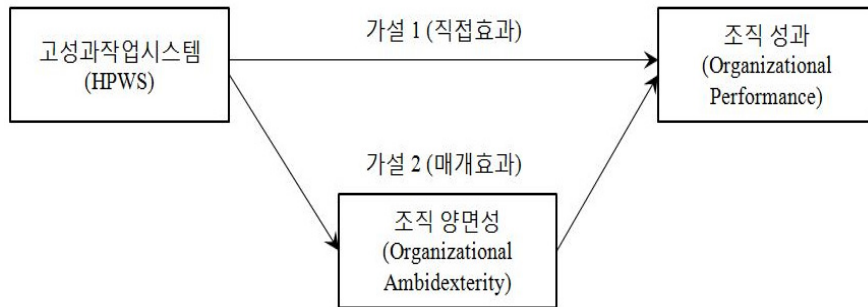 고성과작업시스템
(HPWS)
가설 1 (직접효과)
조직 성과
(Organizational
Performance)
가설 2 (매개효과)
조직 양면성
(Organizational
Ambidexterity)